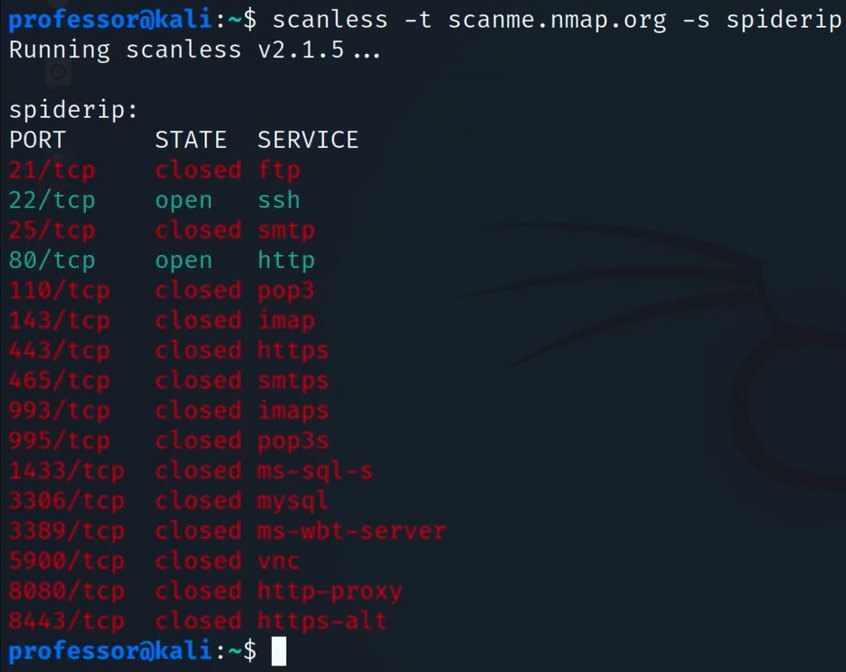 professor@kali:~$ scanless -t scanme.nmap.org -s spiderip
Running scanless v2.1.5...
spiderip:
PORT STATE SERVICE
21/tcp closed ftp
22/tcp open ssh
25/tcp closed smtp
80/tcp open http
110/tcp closed pop3
143/tcp closed imap
443/tcp closed https
465/tcp closed smtps
993/tcp closed imaps
995/tcp closed pop3s
1433/tcp closed ms-sql-s
3306/tcp closed mysql
3389/tcp closed ms-wbt-server
5900/tcp closed vnc
8080/tcp closed http-proxy
8443/tcp closed https-alt
professor@kali:~$